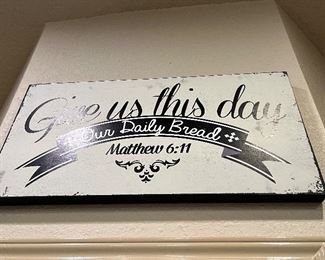 Give us this day
Our Daily Bread
Matthew 6:11